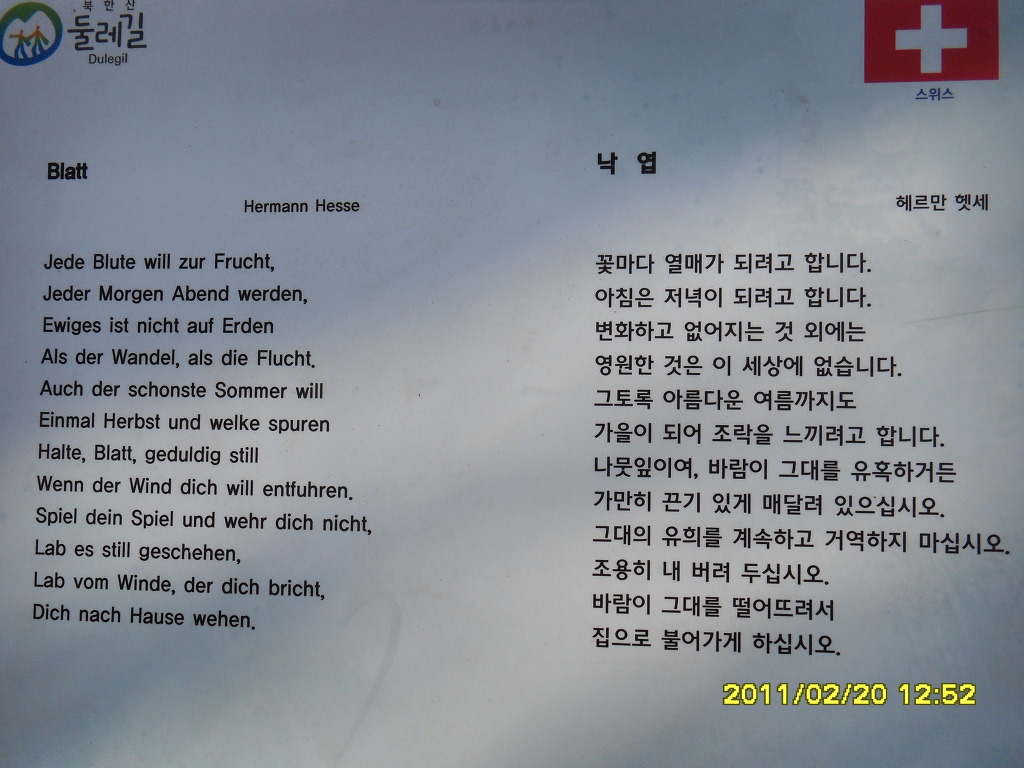 북한산
둘레길
Dulegil
스위스
Blatt
Hermann Hesse
Jede Blute will zur Frucht,
Jeder Morgen Abend werden,
Ewiges ist nicht auf Erden
Als der Wandel, als die Flucht.
Auch der schonste Sommer will
Einmal Herbst und welke spuren
Halte, Blatt, geduldig still
Wenn der Wind dich will entfuhren.
Spiel dein Spiel und wehr dich nicht,
Lab es still geschehen,
Lab vom Winde, der dich bricht,
Dich nach Hause wehen.
낙 엽
헤르만 헷세
꽃마다 열매가 되려고 합니다.
아침은 저녁이 되려고 합니다.
변화하고 없어지는 것 외에는
영원한 것은 이 세상에 없습니다.
그토록 아름다운 여름까지도
가을이 되어 조락을 느끼려고 합니다.
나뭇잎이여, 바람이 그대를 유혹하거든
가만히 끈기 있게 매달려 있으십시오.
그대의 유희를 계속하고 거역하지 마십시오.
조용히 내 버려 두십시오.
바람이 그대를 떨어뜨려서
집으로 불어가게 하십시오.
2011/02/20 12:52